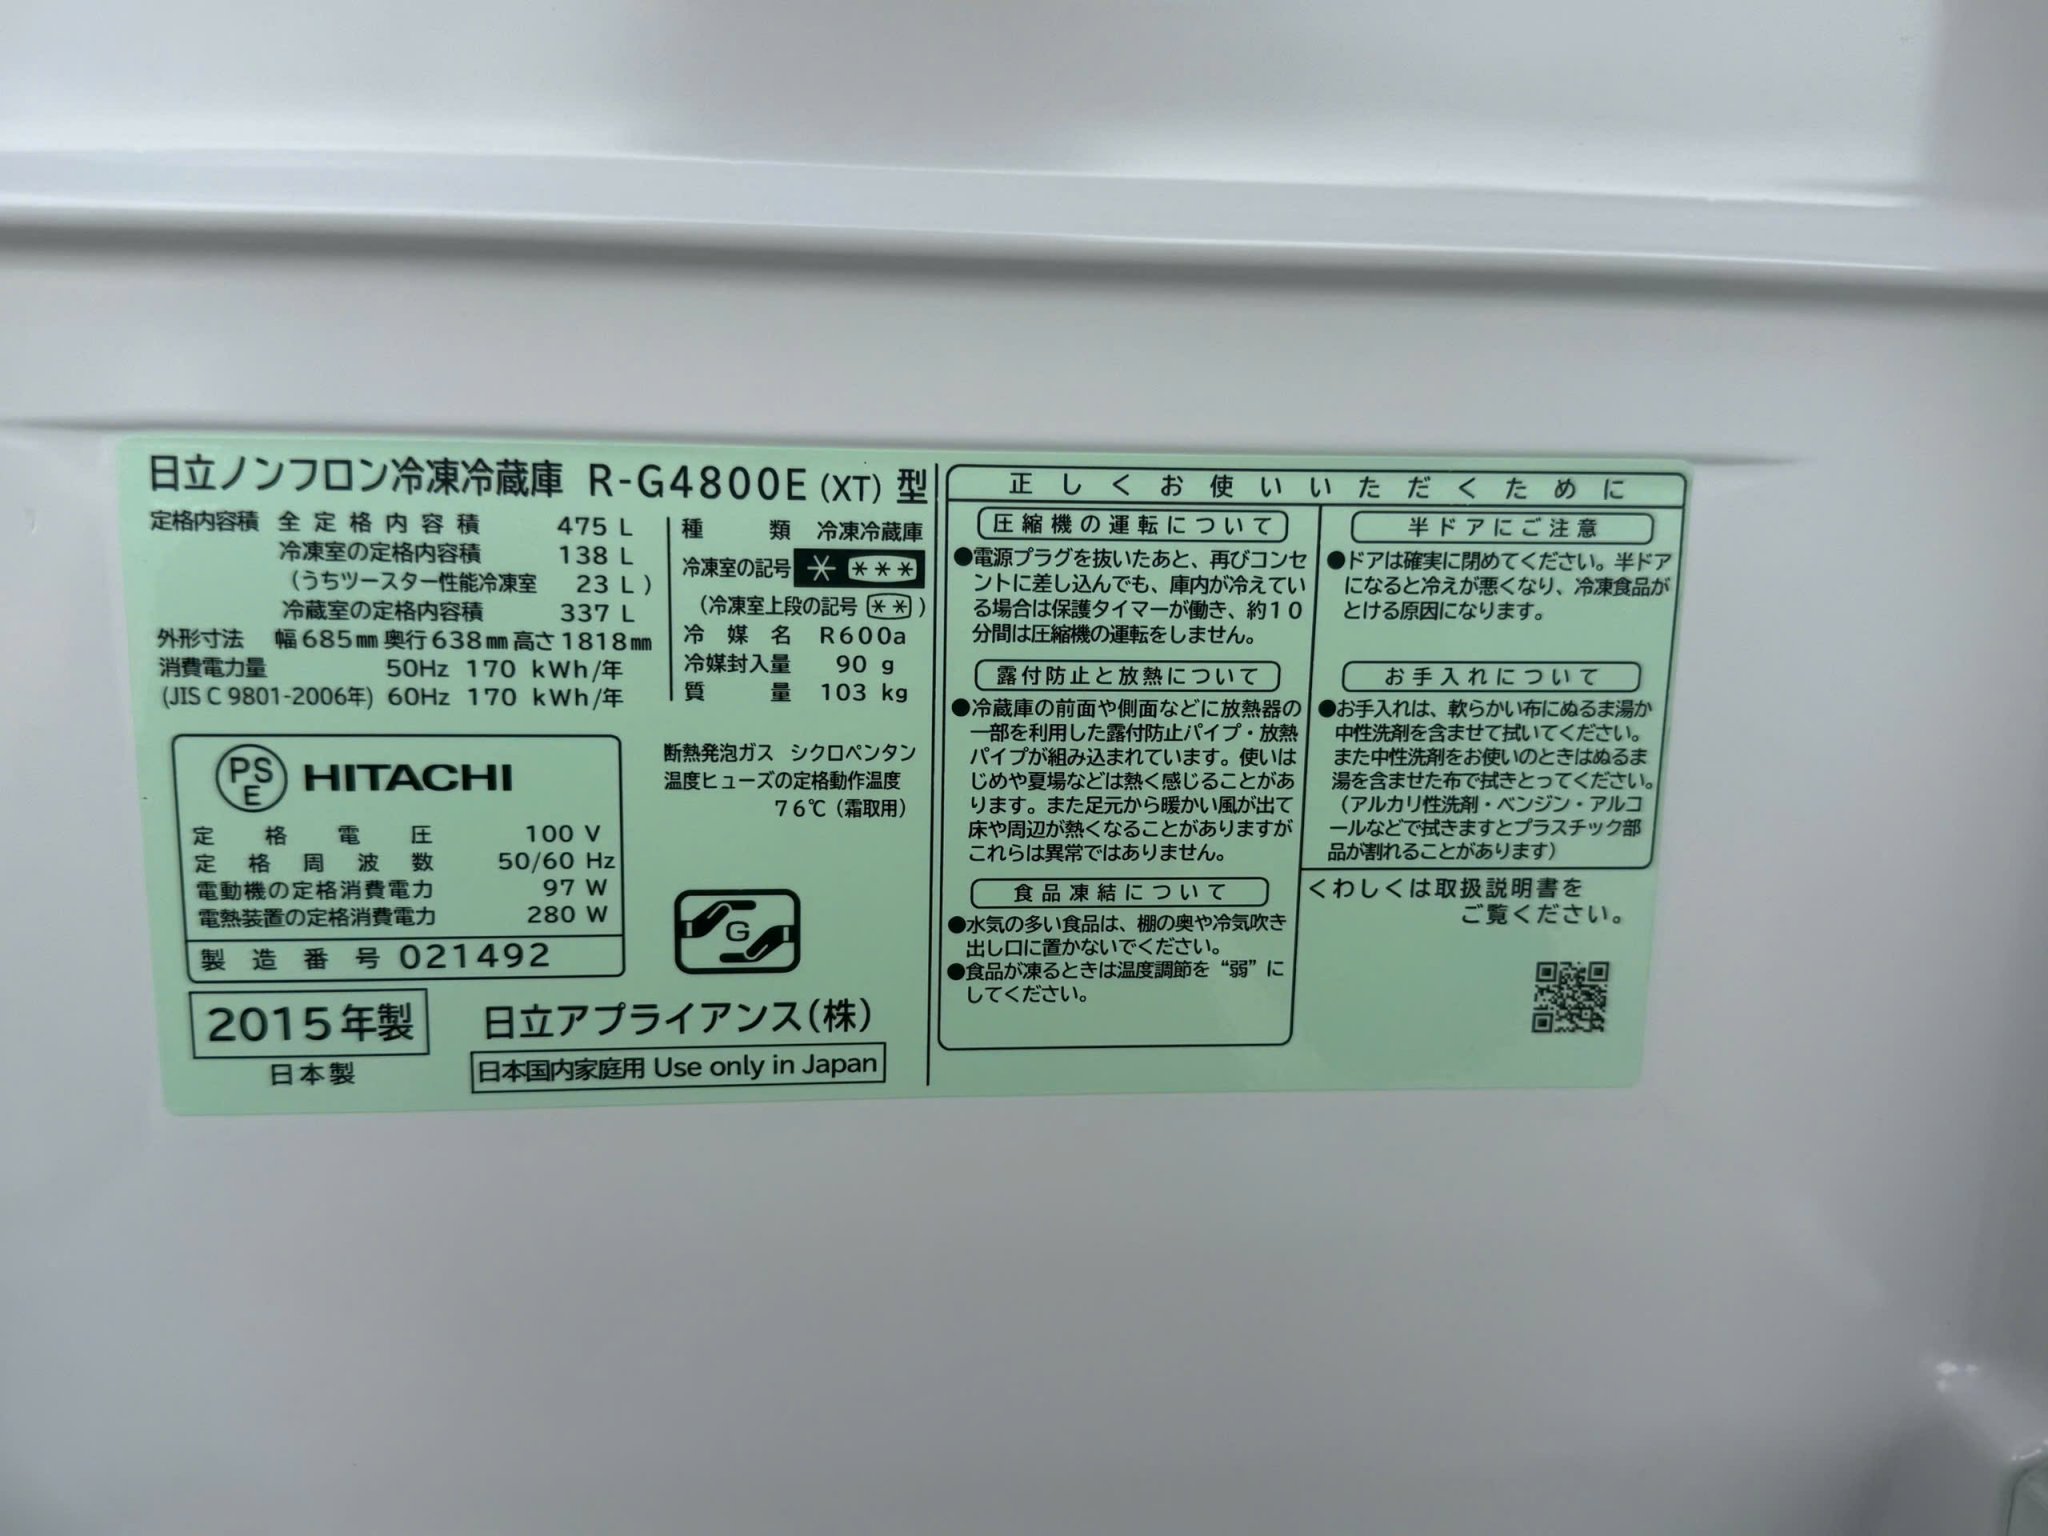 日立ノンフロン冷凍冷蔵庫 R-G4800E (XT) 型
定格内容積 全定格内容積 475 L
冷凍室の定格内容積 138 L
(うちツースター性能冷凍室 23 L)
冷蔵室の定格内容積 337 L
外形寸法 幅685mm奥行638mm高さ1818mm
消費電力量 50Hz 170 kWh/年
(JIS C 9801-2006年) 60Hz 170 kWh/年
種類 冷凍冷蔵庫
冷凍室の記号 * ***
(冷凍室上段の記号 **)
冷媒名 R600a
冷媒封入量 90 g
質量 103 kg
PSE HITACHI
定格電圧 100 V
定格周波数 50/60 Hz
電動機の定格消費電力 97 W
電熱装置の定格消費電力 280 W
製造番号 021492
断熱発泡ガス シクロペンタン
温度ヒューズの定格動作温度
76℃(霜取用)
G
2015年製
日本製
日立アプライアンス(株)
日本国内家庭用 Use only in Japan
正しくお使いいただくために
圧縮機の運転について
●電源プラグを抜いたあと、再びコンセ
ントに差し込んでも、庫内が冷えてい
る場合は保護タイマーが働き、約10
分間は圧縮機の運転をしません。
露付防止と放熱について
●冷蔵庫の前面や側面などに放熱器の
一部を利用した露付防止パイプ・放熱
パイプが組み込まれています。使いは
じめや夏場などは熱く感じることがあ
ります。また足元から暖かい風が出て
床や周辺が熱くなることがありますが
これらは異常ではありません。
食品凍結について
●水気の多い食品は、棚の奥や冷気吹き
出し口に置かないでください。
●食品が凍るときは温度調節を“弱”に
してください。
半ドアにご注意
●ドアは確実に閉めてください。半ドア
になると冷えが悪くなり、冷凍食品が
とける原因になります。
お手入れについて
●お手入れは、軟らかい布にぬるま湯か
中性洗剤を含ませて拭いてください。
また中性洗剤をお使いのときはぬるま
湯を含ませた布で拭きとってください。
(アルカリ性洗剤・ベンジン・アルコ
ールなどで拭きますとプラスチック部
品が割れることがあります)
くわしくは取扱説明書を
ご覧ください。